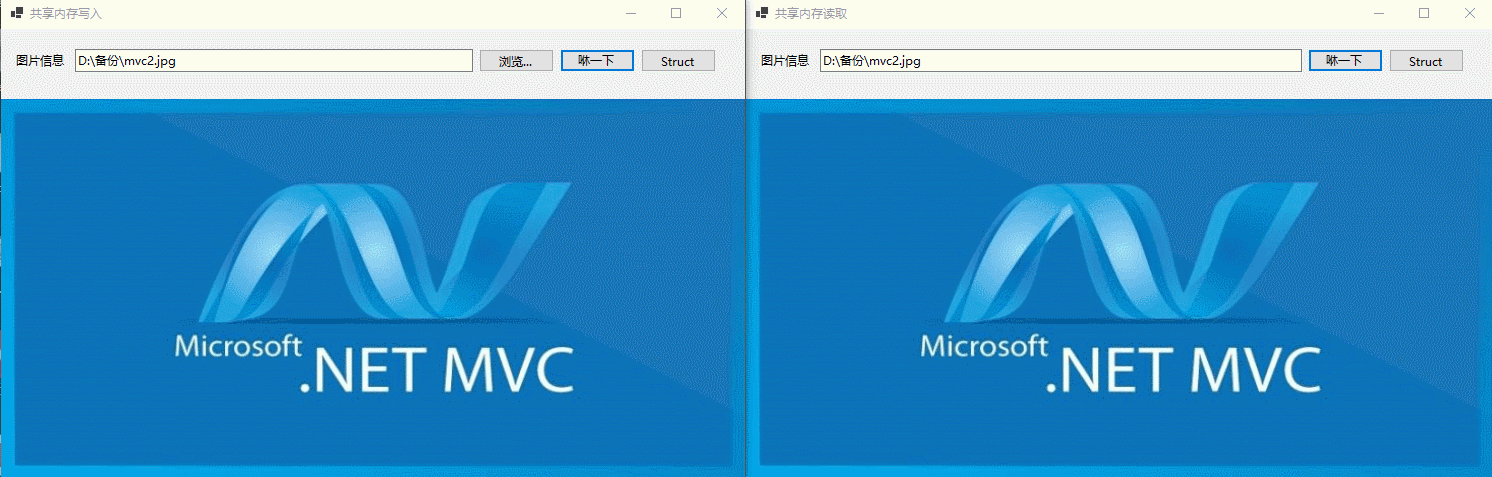 共享内存写入
图片信息 D:\备份\mvc2.jpg 浏览... 咻一下 Struct
Microsoft
.NET MVC
共享内存读取
图片信息 D:\备份\mvc2.jpg 咻一下 Struct
Microsoft
.NET MVC